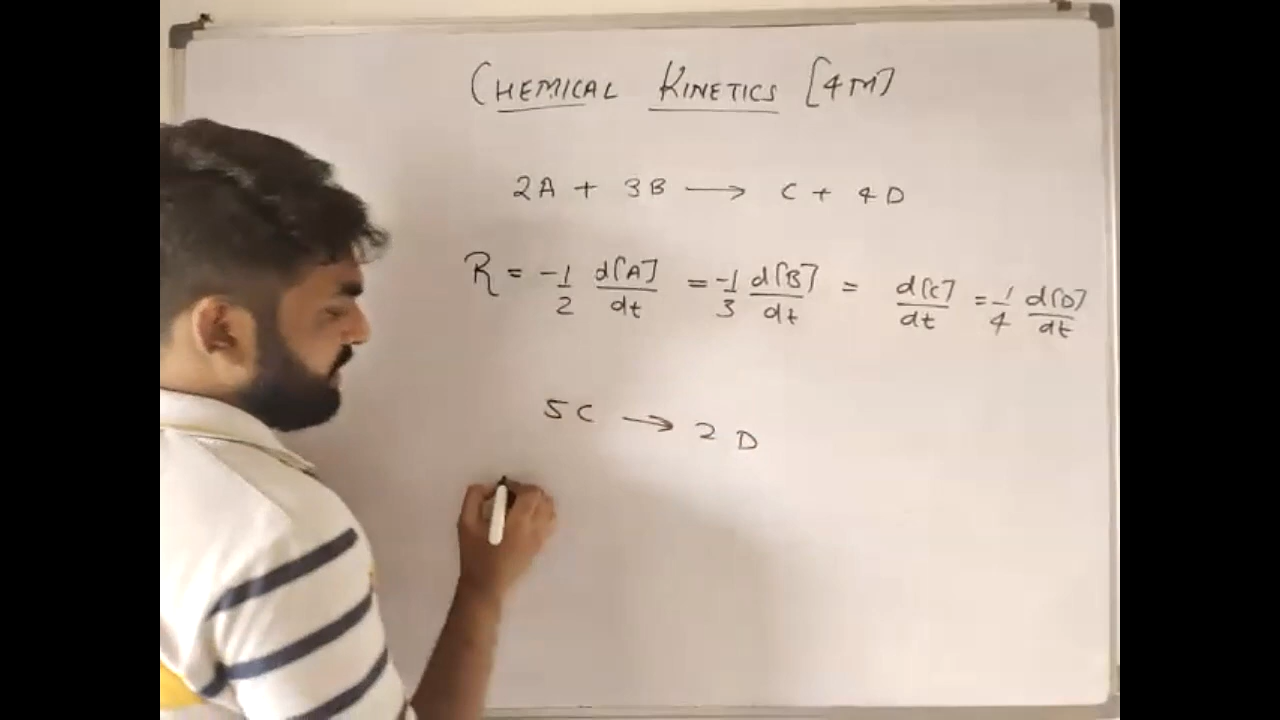 CHEMICAL KINETICS [4M]
2A + 3B ⟶ C + 4D
R = -1/2 d[A]/dt = -1/3 d[B]/dt = d[C]/dt = 1/4 d[D]/dt
5C ⟶ 2D